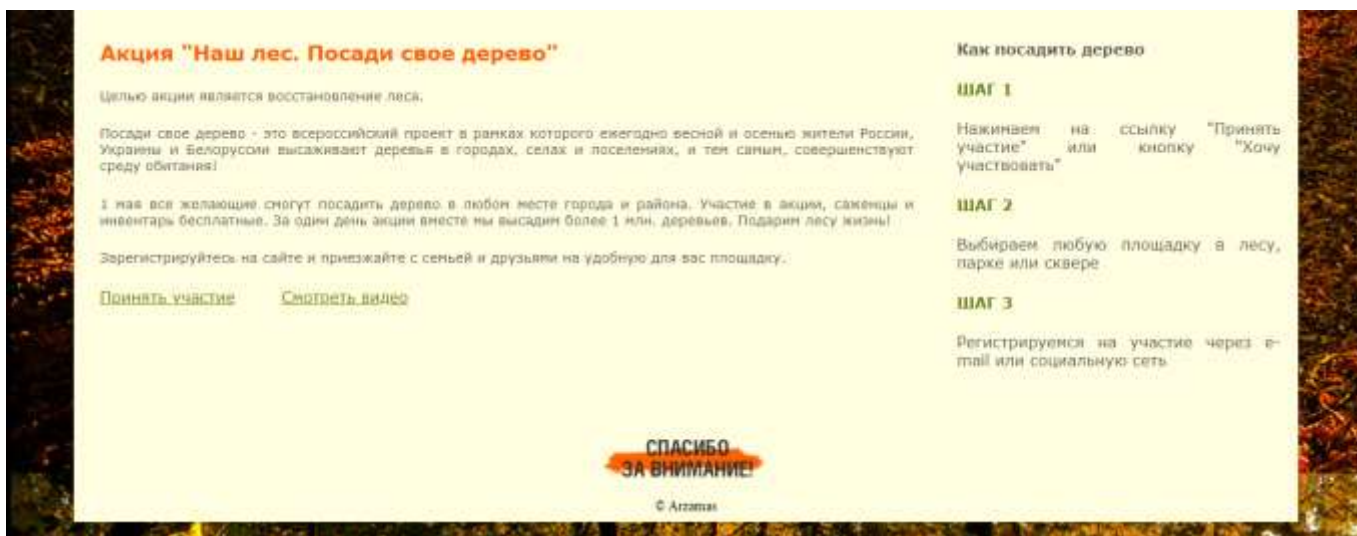 Акция "Наш лес. Посади свое дерево"
Целью акции является восстановление леса.
Посади свое дерево - это всероссийский проект в рамках которого ежегодно весной и осенью жители России,
Украины и Белоруссии высаживают деревья в городах, селах и поселениях, и тем самым, совершенствуют
среду обитания!
1 мая все желающие смогут посадить дерево в любом месте города и района. Участие в акции, саженцы и
инвентарь бесплатные. За один день акции вместе мы высадим более 1 млн. деревьев. Подарим лесу жизнь!
Зарегистрируйтесь на сайте и приезжайте с семьей и друзьями на удобную для вас площадку.
Принять участие Смотреть видео
Как посадить дерево
ШАГ 1
Нажимаем на ссылку "Принять
участие" или кнопку "Хочу
участвовать"
ШАГ 2
Выбираем любую площадку в лесу,
парке или сквере
ШАГ 3
Регистрируемся на участие через e-
mail или социальную сеть
СПАСИБО
ЗА ВНИМАНИЕ!
© Arzamas